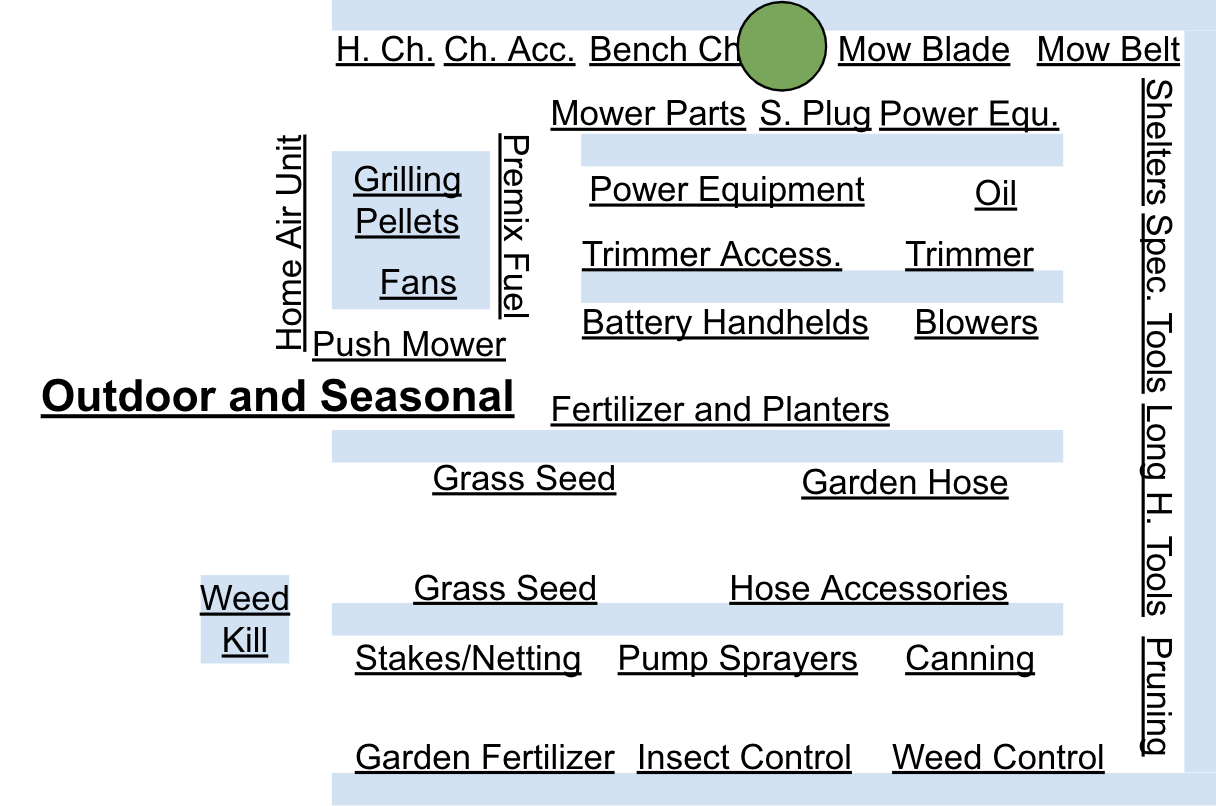 H. Ch. Ch. Acc. Bench Ch Mow Blade Mow Belt
Mower Parts S. Plug Power Equ.
Shelters
Home Air Unit
Premix Fuel
Grilling
Pellets
Fans
Power Equipment Oil
Trimmer Access. Trimmer
Spec. Tools
Battery Handhelds Blowers
Push Mower
Outdoor and Seasonal
Fertilizer and Planters
Long H. Tools
Grass Seed Garden Hose
Weed
Kill
Grass Seed Hose Accessories
Stakes/Netting Pump Sprayers Canning
Pruning
Garden Fertilizer Insect Control Weed Control